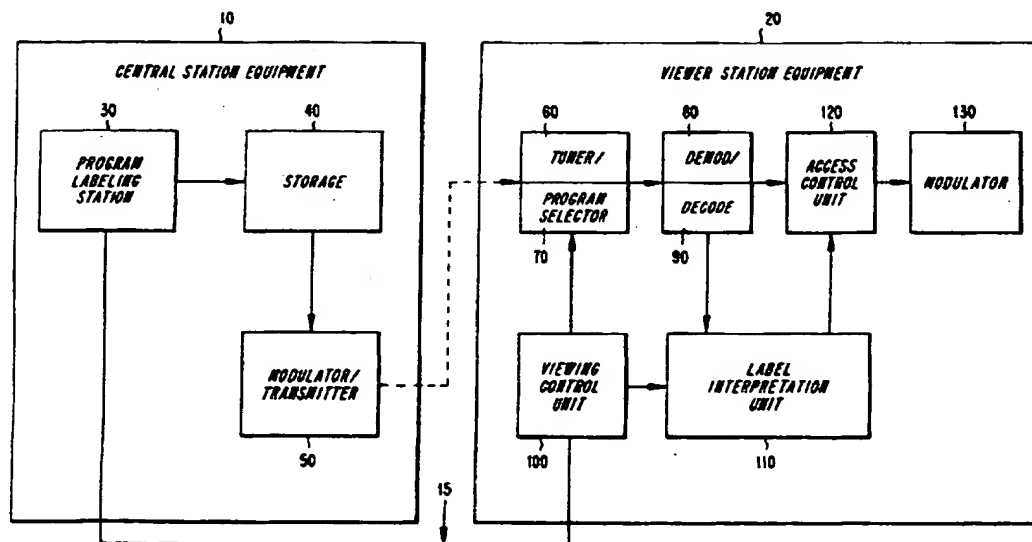 10
20
CENTRAL STATION EQUIPMENT
VIEWER STATION EQUIPMENT
30
40
PROGRAM
LABELING
STATION
STORAGE
MODULATOR/
TRANSMITTER
50
60
80
120
130
TUNER/
PROGRAM
SELECTOR
DEMOD/
DECODE
ACCESS
CONTROL
UNIT
MODULATOR
70
90
VIEWING
CONTROL
UNIT
LABEL
INTERPRETATION
UNIT
100
110
15